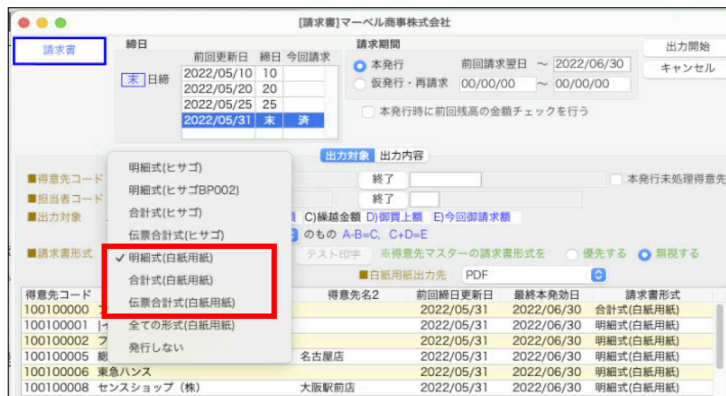 [請求書]マーベル商事株式会社
請求書
締日
前回更新日 締日 今回請求
末 日締
2022/05/10 10
2022/05/20 20
2022/05/25 25
2022/05/31 末 済
請求期間
本発行 前回請求翌日 ～ 2022/06/30
仮発行・再請求 00/00/00 ～ 00/00/00
本発行時に前回残高の金額チェックを行う
出力開始
キャンセル
出力対象 出力内容
■得意先コード 終了 本発行未処理得意先
■担当者コード 終了
■出力対象 額 C)繰越金額 D)御買上額 E)今回御請求額
のもの A-B=C, C+D=E
■請求書形式 テスト印字 ※得意先マスターの請求書形式を 優先する 無視する
■白紙用紙出力先 PDF
明細式(ヒサゴ)
明細式(ヒサゴBP002)
合計式(ヒサゴ)
伝票合計式(ヒサゴ)
✓ 明細式(白紙用紙)
合計式(白紙用紙)
伝票合計式(白紙用紙)
全ての形式(白紙用紙)
発行しない
得意先コード 得意先名2 前回締日更新日 最終本発効日 請求書形式
100100000 2022/05/31 2022/06/30 合計式(白紙用紙)
100100001 2022/05/31 2022/06/30 明細式(白紙用紙)
100100002 2022/05/31 2022/06/30 明細式(白紙用紙)
100100005 総 名古屋店 2022/05/31 2022/06/30 明細式(白紙用紙)
100100006 東急ハンス 2022/05/31 2022/06/30 明細式(白紙用紙)
100100008 センスショップ（株） 大阪駅前店 2022/05/31 2022/06/30 明細式(白紙用紙)